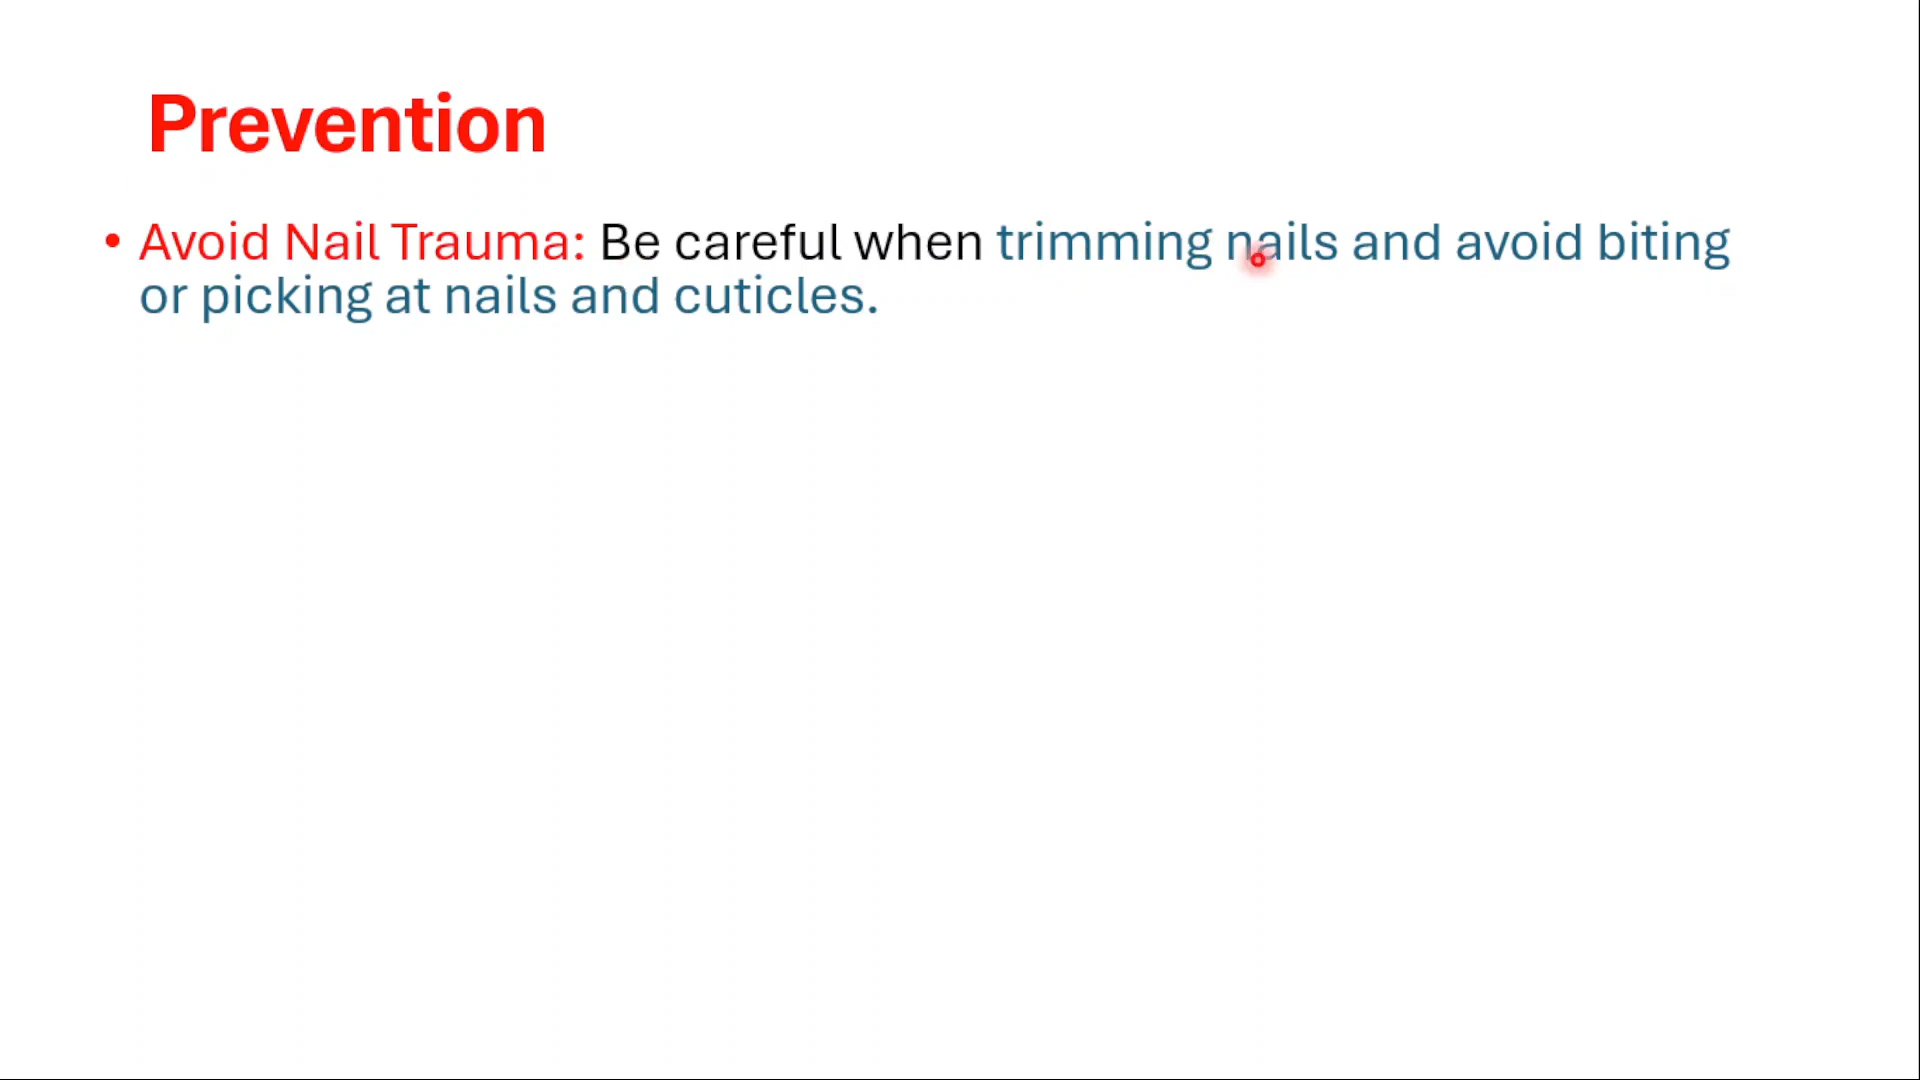 Prevention
• Avoid Nail Trauma: Be careful when trimming nails and avoid biting
or picking at nails and cuticles.